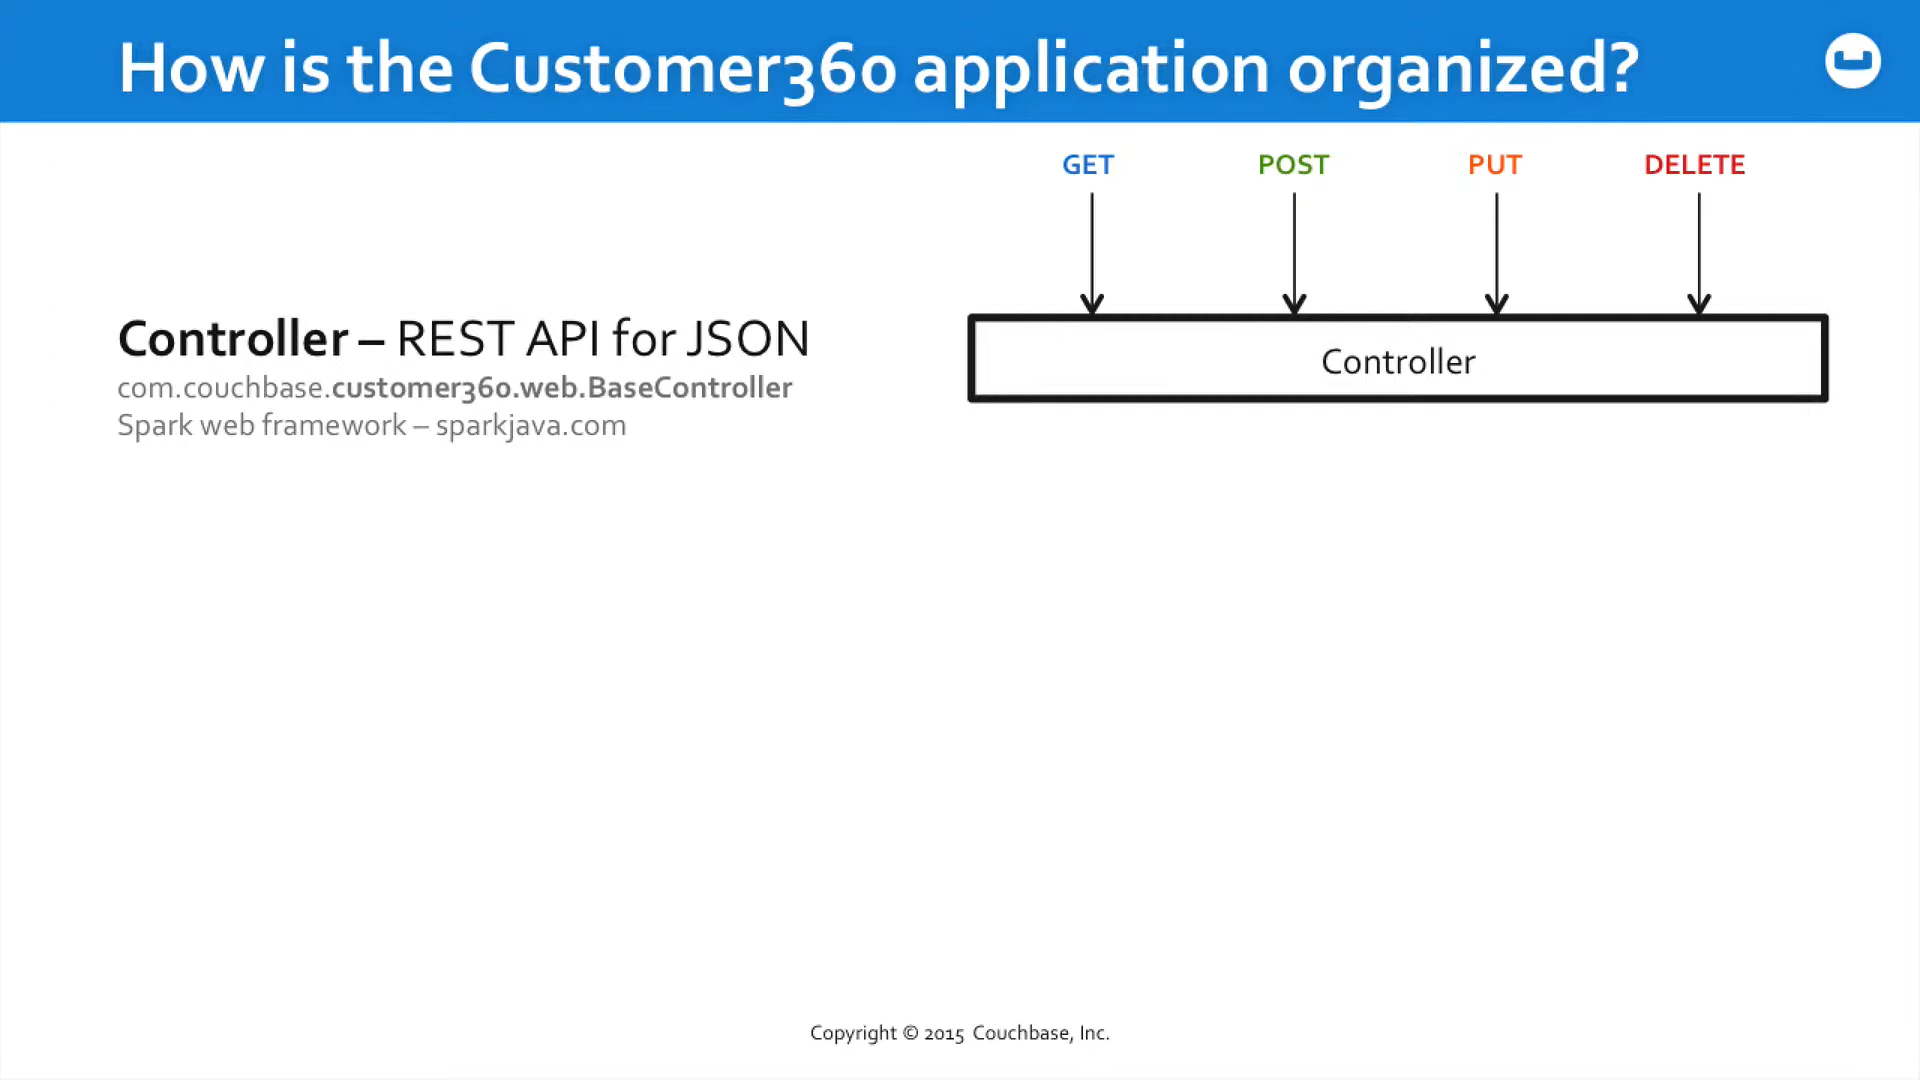 How is the Customer360 application organized?
GET POST PUT DELETE
Controller – REST API for JSON
com.couchbase.customer360.web.BaseController
Spark web framework – sparkjava.com
Controller
Copyright © 2015 Couchbase, Inc.